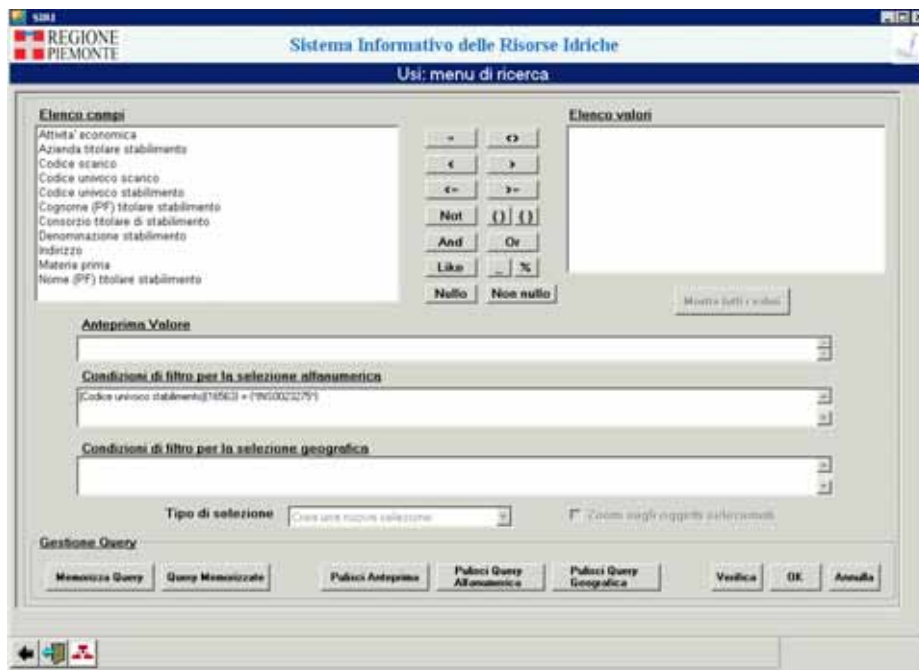 SIRI
REGIONE
PIEMONTE
Sistema Informativo delle Risorse Idriche
Usi: menu di ricerca
Elenco campi
Elenco valori
Attivita' economica
Azienda titolare stabilimento
Codice scarico
Codice univoco scarico
Codice univoco stabilimento
Cognome (PF) titolare stabilimento
Consorzio titolare di stabilimento
Denominazione stabilimento
Indirizzo
Materia prima
Nome (PF) titolare stabilimento
= <>
< >
<= >=
Not () {}
And Or
Like _ %
Nullo Non nullo
Mostra tutti i valori
Anteprima Valore
Condizioni di filtro per la selezione alfanumerica
[Codice univoco stabilimento]
Condizioni di filtro per la selezione geografica
Tipo di selezione Crea una nuova selezione Zoom sugli oggetti selezionati
Gestione Query
Memorizza Query Query Memorizzate Pulisci Anteprima Pulisci Query Alfanumerica Pulisci Query Geografica Verifica OK Annulla